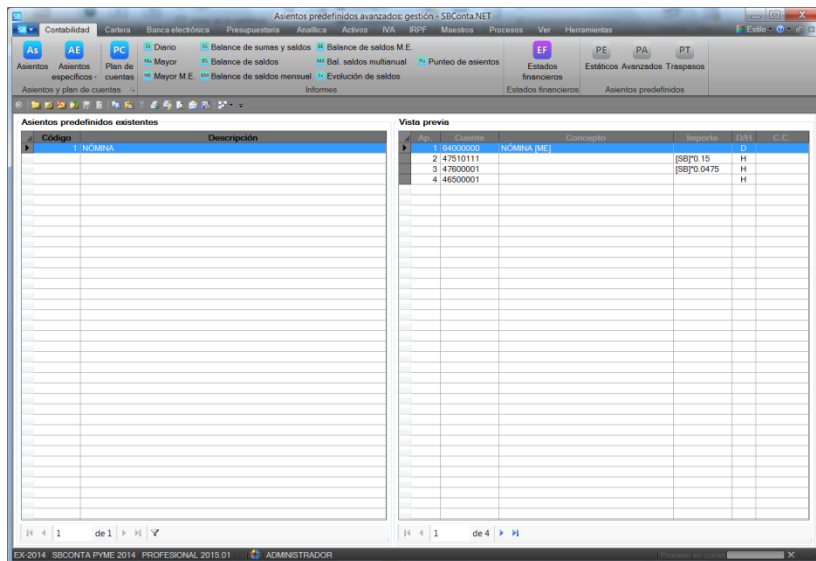 Asientos predefinidos avanzados: gestión - SBConta.NET
Contabilidad Cartera Banca electrónica Presupuestaria Analítica Activos IVA IRPF Maestros Procesos Ver Herramientas Estilo
As AE PC
Asientos Asientos específicos Plan de cuentas
Asientos y plan de cuentas
Diario Balance de sumas y saldos Balance de saldos M.E.
Mayor Balance de saldos Bal. saldos multianual Punteo de asientos
Mayor M.E. Balance de saldos mensual Evolución de saldos
Informes
EF
Estados financieros
Estados financieros
PE PA PT
Estáticos Avanzados Traspasos
Asientos predefinidos
Asientos predefinidos existentes
Código Descripción
1 NÓMINA
Vista previa
Ap. Cuenta Concepto Importe D/H C.C.
1 64000000 NÓMINA [ME] D
2 47510111 [SB]*0.15 H
3 47600001 [SB]*0.0475 H
4 46500001 H
1 de 1
1 de 4
EX-2014 SBCONTA PYME 2014 PROFESIONAL 2015.01 ADMINISTRADOR
Proceso en curso